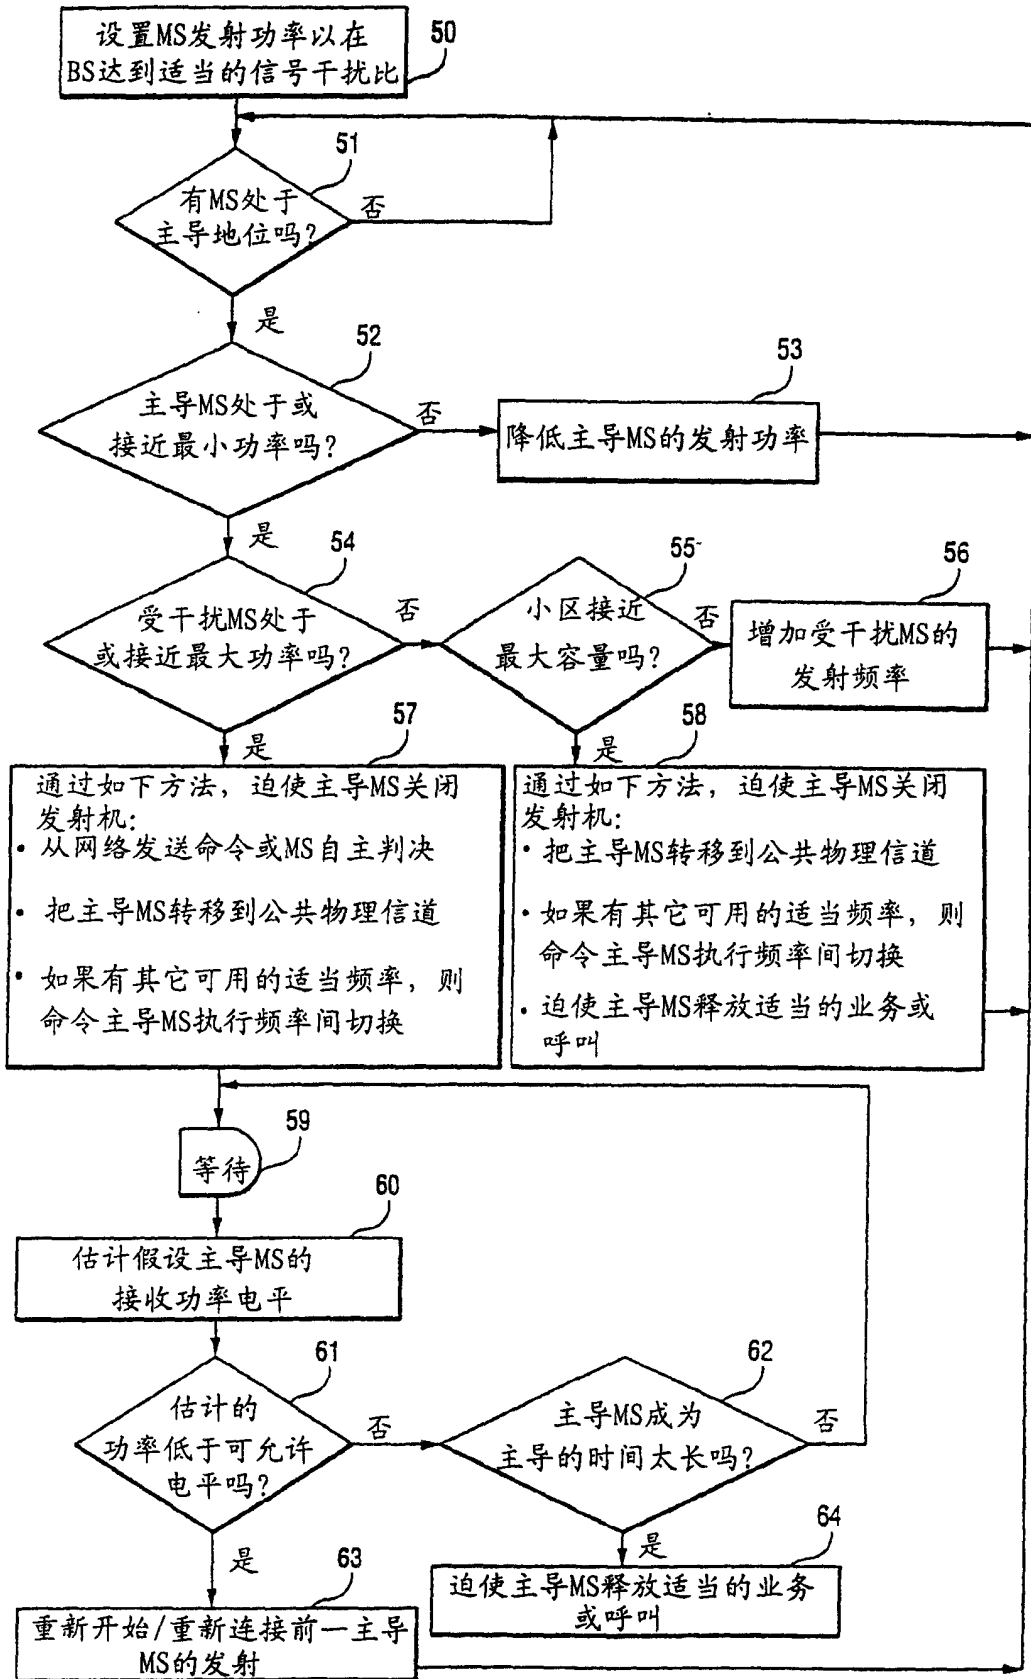 设置MS发射功率以在
BS达到适当的信号干扰比
50
51
有MS处于
主导地位吗?
否
是
52
主导MS处于或
接近最小功率吗?
否
53
降低主导MS的发射功率
是
54
受干扰MS处于
或接近最大功率吗?
否
55
小区接近
最大容量吗?
否
56
增加受干扰MS的
发射频率
是
57
通过如下方法，迫使主导MS关闭
发射机:
• 从网络发送命令或MS自主判决
• 把主导MS转移到公共物理信道
• 如果有其它可用的适当频率，则
命令主导MS执行频率间切换
是
58
通过如下方法，迫使主导MS关闭
发射机:
• 把主导MS转移到公共物理信道
• 如果有其它可用的适当频率，则
命令主导MS执行频率间切换
• 迫使主导MS释放适当的业务或
呼叫
59
等待
60
估计假设主导MS的
接收功率电平
61
估计的
功率低于可允许
电平吗?
否
62
主导MS成为
主导的时间太长吗?
否
是
63
重新开始/重新连接前一主导
MS的发射
是
64
迫使主导MS释放适当的业务
或呼叫